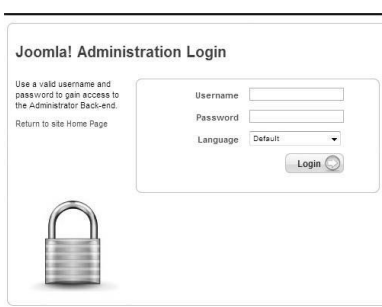 Joomla! Administration Login
Use a valid username and
password to gain access to
the Administrator Back-end.
Return to site Home Page
Username
Password
Language
Default
Login